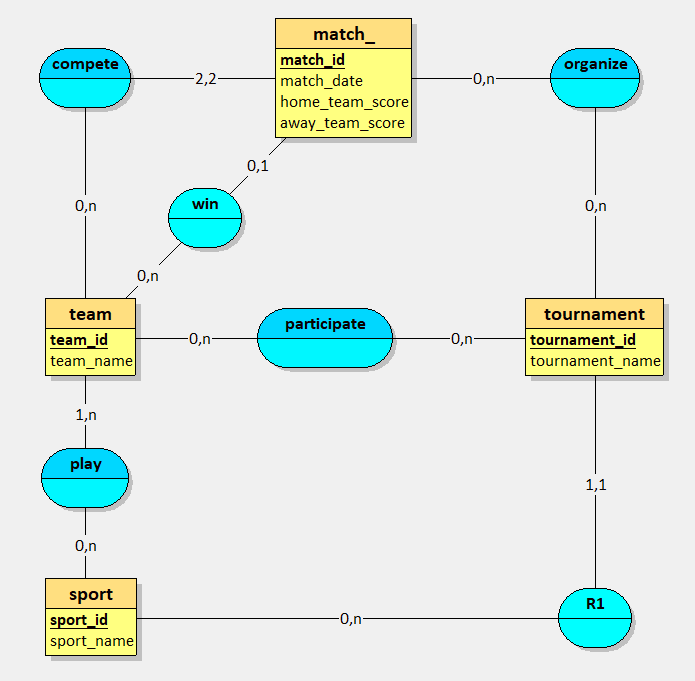 match_
match_id
match_date
home_team_score
away_team_score
compete
2,2
0,n
organize
0,1
win
0,n
0,n
0,n
team
team_id
team_name
0,n
participate
0,n
tournament
tournament_id
tournament_name
1,n
play
0,n
1,1
sport
sport_id
sport_name
0,n
R1